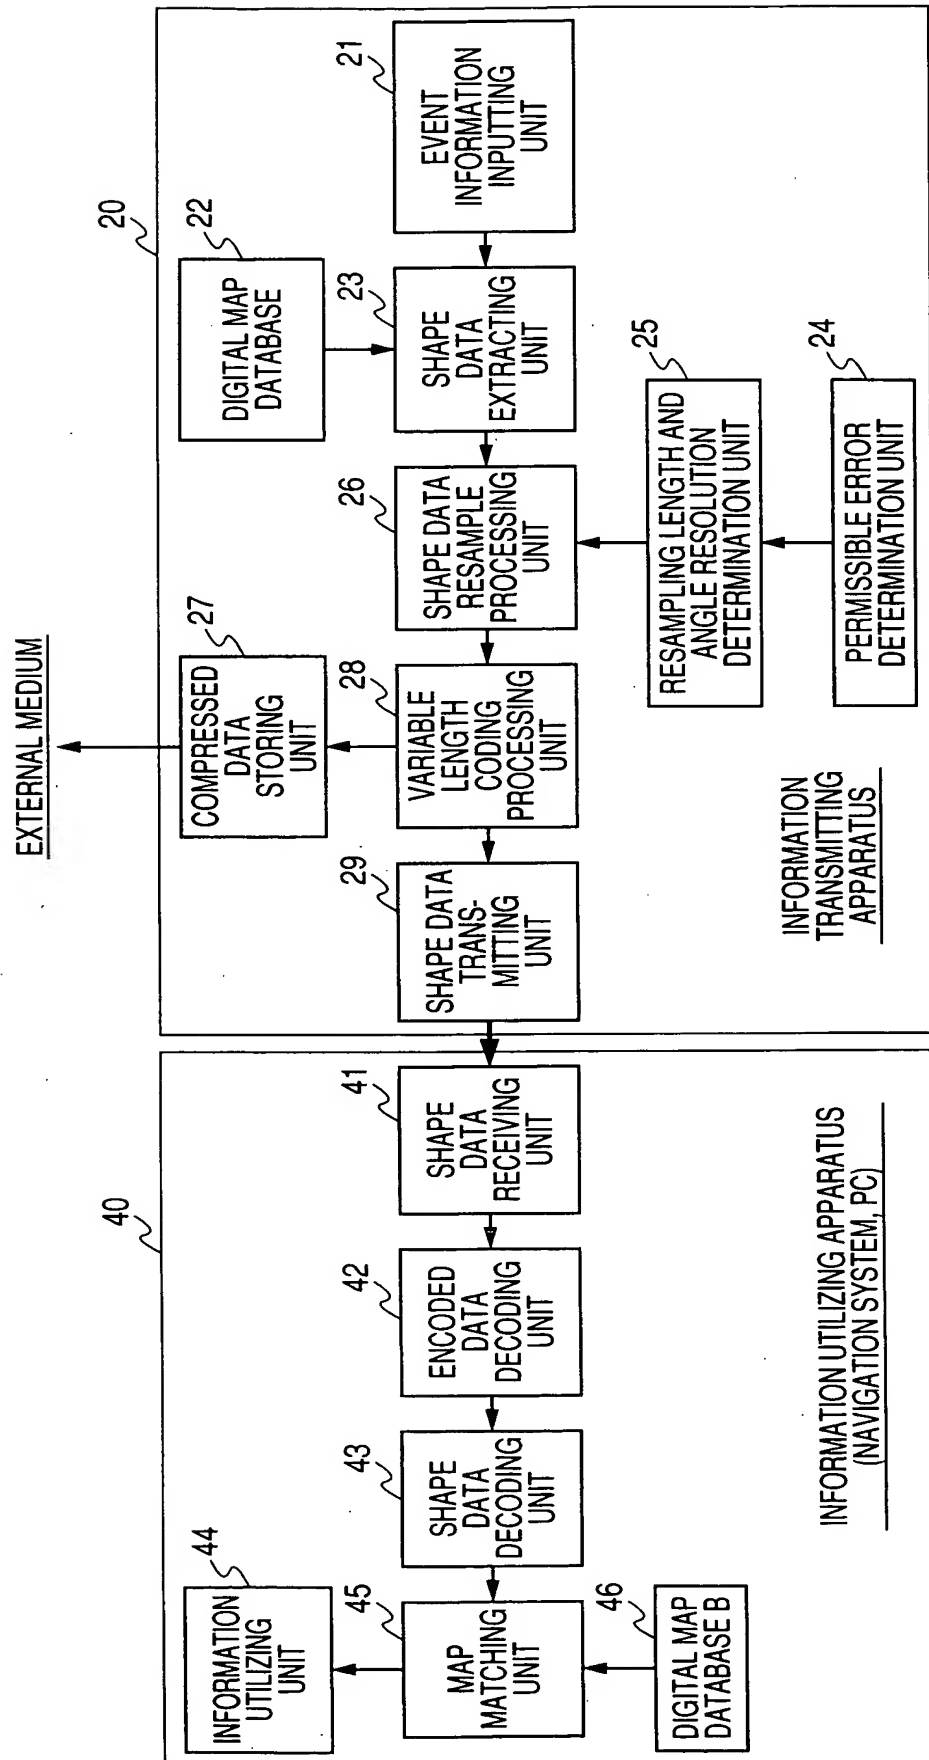 EXTERNAL MEDIUM
20
INFORMATION
TRANSMITTING
APPARATUS
21
EVENT
INFORMATION
INPUTTING
UNIT
22
DIGITAL MAP
DATABASE
23
SHAPE
DATA
EXTRACTING
UNIT
24
PERMISSIBLE ERROR
DETERMINATION UNIT
25
RESAMPLING LENGTH AND
ANGLE RESOLUTION
DETERMINATION UNIT
26
SHAPE DATA
RESAMPLE
PROCESSING
UNIT
27
COMPRESSED
DATA
STORING
UNIT
28
VARIABLE
LENGTH
CODING
PROCESSING
UNIT
29
SHAPE DATA
TRANS-
MITTING
UNIT
40
INFORMATION UTILIZING APPARATUS
(NAVIGATION SYSTEM, PC)
41
SHAPE
DATA
RECEIVING
UNIT
42
ENCODED
DATA
DECODING
UNIT
43
SHAPE
DATA
DECODING
UNIT
44
INFORMATION
UTILIZING
UNIT
45
MAP
MATCHING
UNIT
46
DIGITAL MAP
DATABASE B